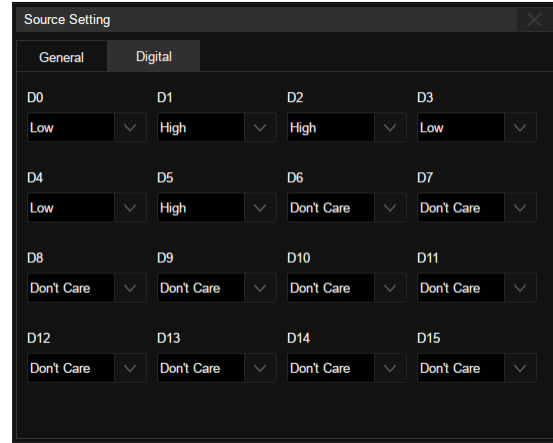 Source Setting
General Digital
D0 D1 D2 D3
Low High High Low
D4 D5 D6 D7
Low High Don't Care Don't Care
D8 D9 D10 D11
Don't Care Don't Care Don't Care Don't Care
D12 D13 D14 D15
Don't Care Don't Care Don't Care Don't Care